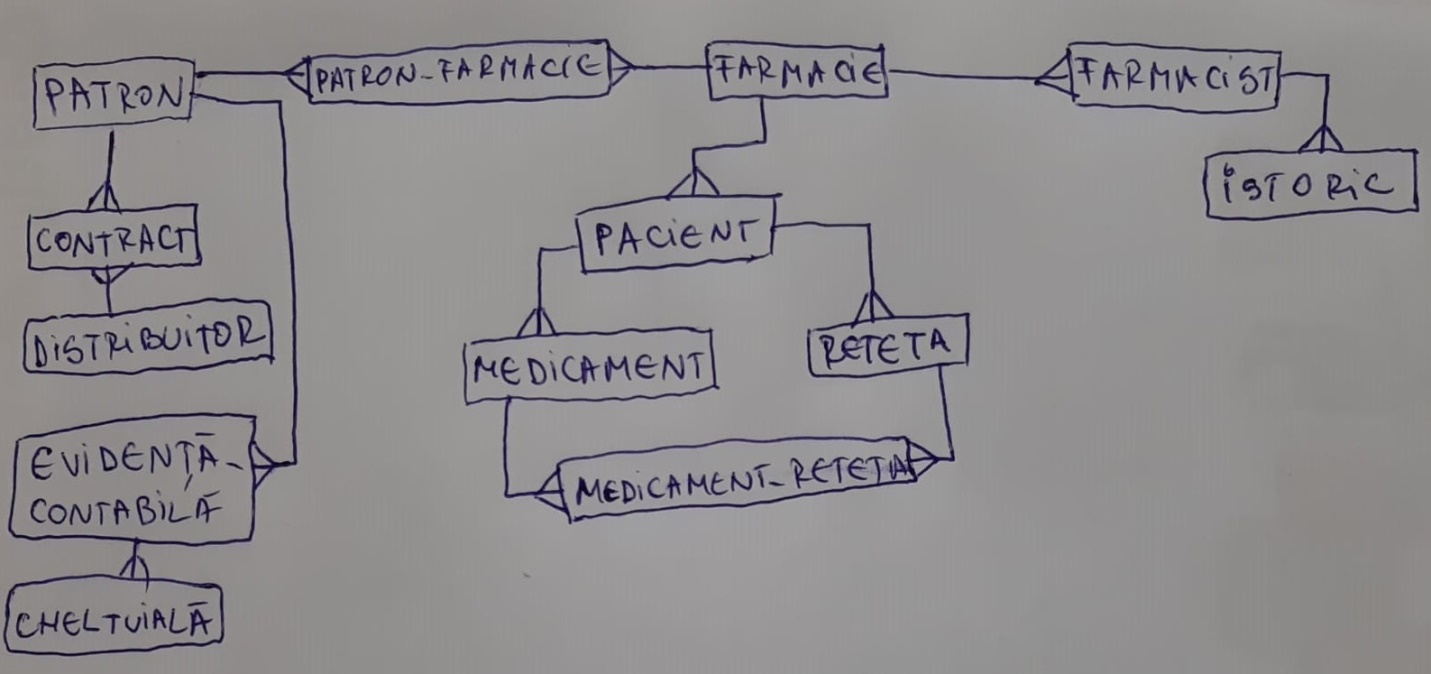 PATRON
PATRON_FARMACIE
FARMACIE
FARMACIST
ISTORIC
CONTRACT
PACIENT
DISTRIBUITOR
MEDICAMENT
RETETA
EVIDENȚĂ_
CONTABILĂ
MEDICAMENT_RETETA
CHELTUIALĂ